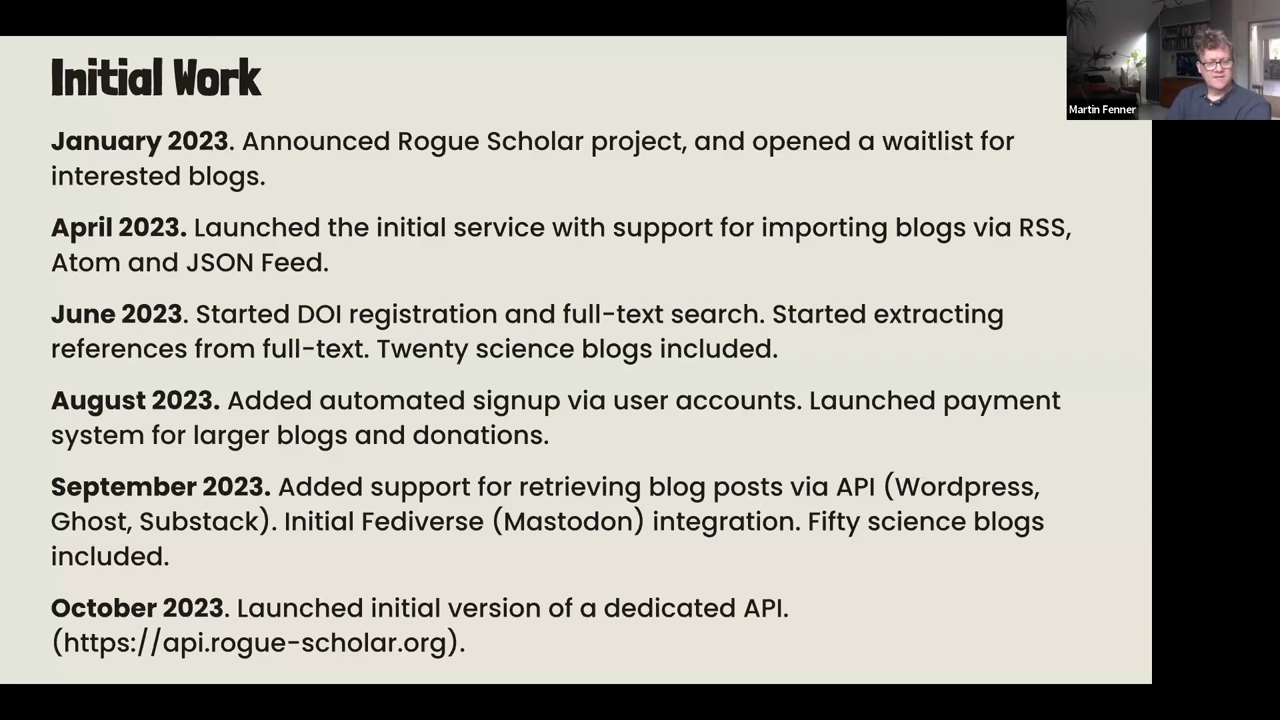 Initial Work
Martin Fenner
January 2023. Announced Rogue Scholar project, and opened a waitlist for
interested blogs.
April 2023. Launched the initial service with support for importing blogs via RSS,
Atom and JSON Feed.
June 2023. Started DOI registration and full-text search. Started extracting
references from full-text. Twenty science blogs included.
August 2023. Added automated signup via user accounts. Launched payment
system for larger blogs and donations.
September 2023. Added support for retrieving blog posts via API (Wordpress,
Ghost, Substack). Initial Fediverse (Mastodon) integration. Fifty science blogs
included.
October 2023. Launched initial version of a dedicated API.
(https://api.rogue-scholar.org).